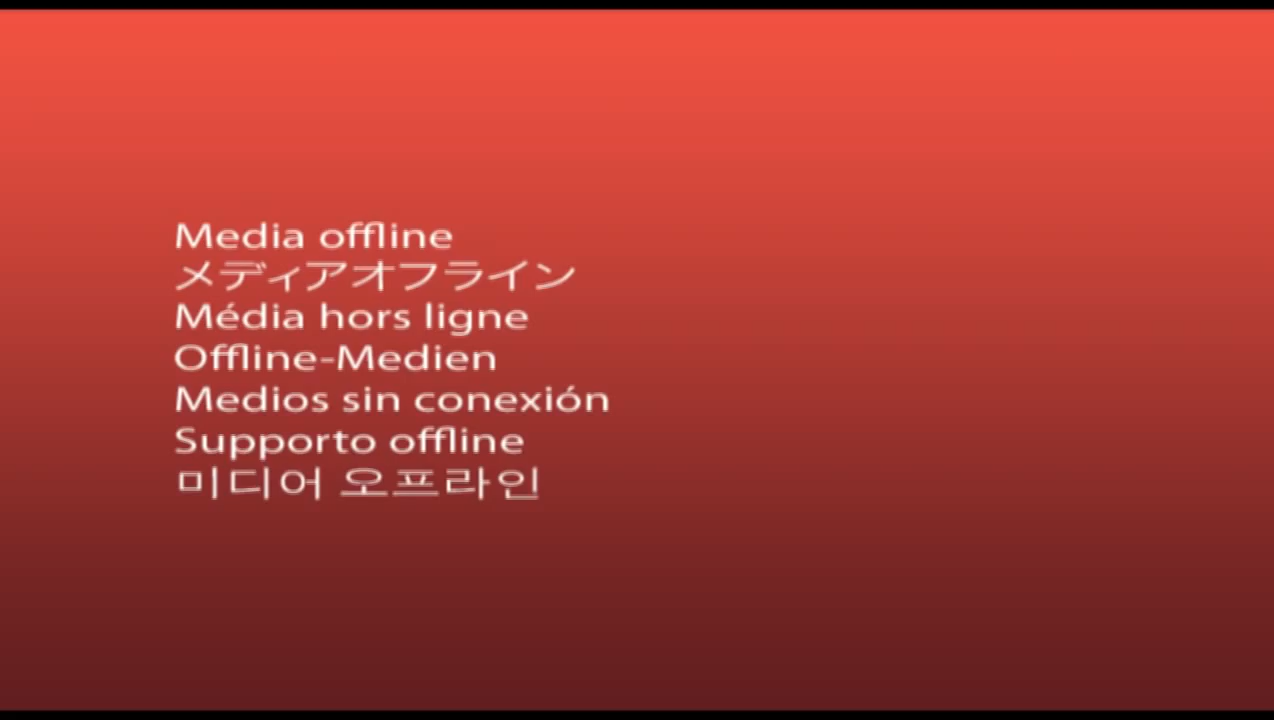 Media offline
メディアオフライン
Média hors ligne
Offline-Medien
Medios sin conexión
Supporto offline
미디어 오프라인